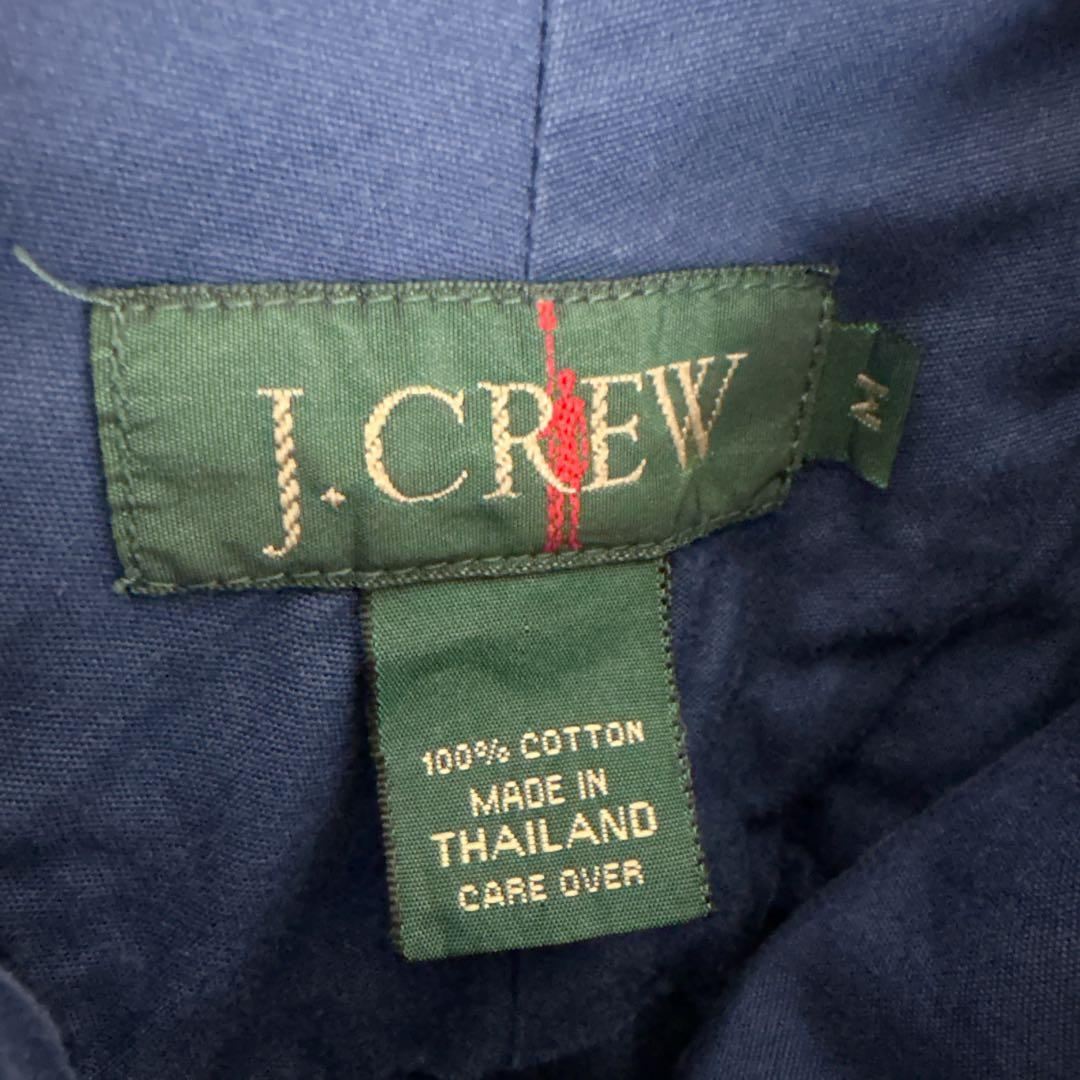 J.CREW
M
100% COTTON
MADE IN
THAILAND
CARE OVER